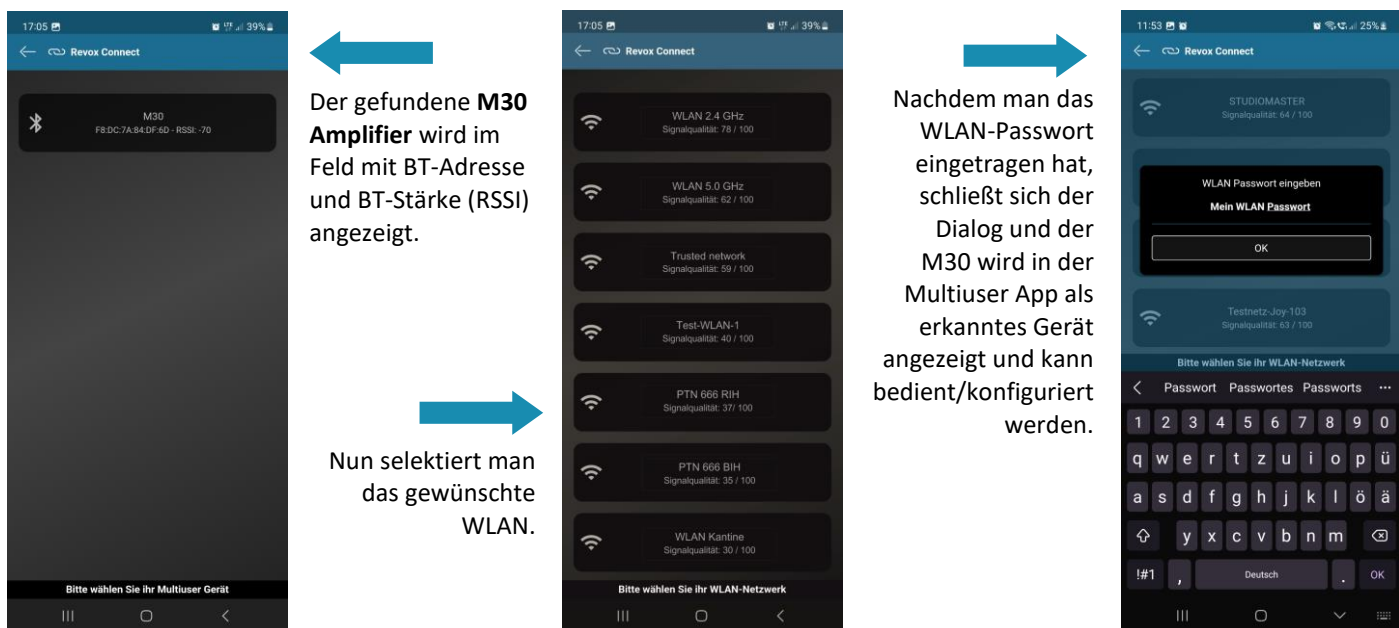 17:05
LTE 39%
Revox Connect
M30
F8:DC:7A:84:DF:6D - RSSI: -70
Bitte wählen Sie ihr Multiuser Gerät
Der gefundene M30
Amplifier wird im
Feld mit BT-Adresse
und BT-Stärke (RSSI)
angezeigt.
Nun selektiert man
das gewünschte
WLAN.
17:05
LTE 39%
Revox Connect
WLAN 2.4 GHz
Signalqualität: 78 / 100
WLAN 5.0 GHz
Signalqualität: 62 / 100
Trusted network
Signalqualität: 59 / 100
Test-WLAN-1
Signalqualität: 40 / 100
PTN 666 RIH
Signalqualität: 37/ 100
PTN 666 BIH
Signalqualität: 35 / 100
WLAN Kantine
Signalqualität: 30 / 100
Bitte wählen Sie ihr WLAN-Netzwerk
Nachdem man das
WLAN-Passwort
eingetragen hat,
schließt sich der
Dialog und der
M30 wird in der
Multiuser App als
erkanntes Gerät
angezeigt und kann
bedient/konfiguriert
werden.
11:53
25%
Revox Connect
STUDIOMASTER
Signalqualität: 64 / 100
WLAN Passwort eingeben
Mein WLAN Passwort
OK
Testnetz-Joy-103
Signalqualität: 63 / 100
Bitte wählen Sie ihr WLAN-Netzwerk
Passwort Passwortes Passworts ···
1 2 3 4 5 6 7 8 9 0
q w e r t z u i o p ü
a s d f g h j k l ö ä
y x c v b n m
!#1 , Deutsch . OK